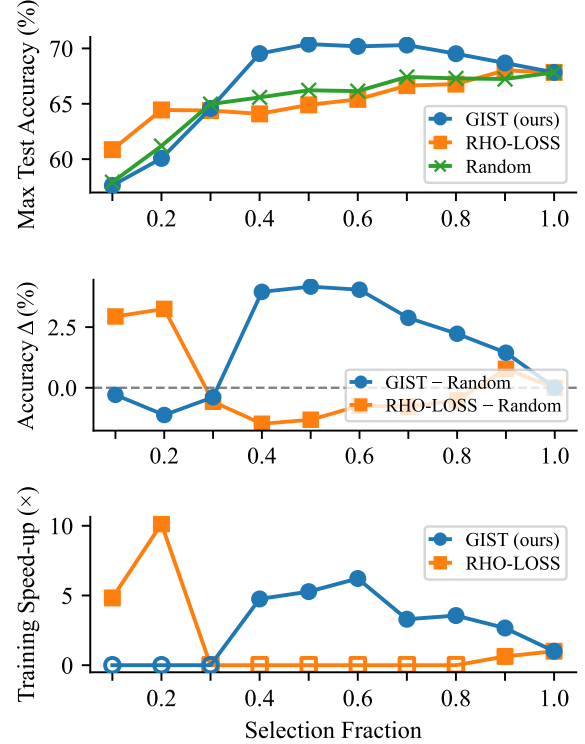 Max Test Accuracy (%)
70
65
60
GIST (ours)
RHO-LOSS
Random
0.2
0.4
0.6
0.8
1.0
Accuracy Δ (%)
2.5
0.0
GIST − Random
RHO-LOSS − Random
0.2
0.4
0.6
0.8
1.0
Training Speed-up (×)
10
5
0
GIST (ours)
RHO-LOSS
0.2
0.4
0.6
0.8
1.0
Selection Fraction